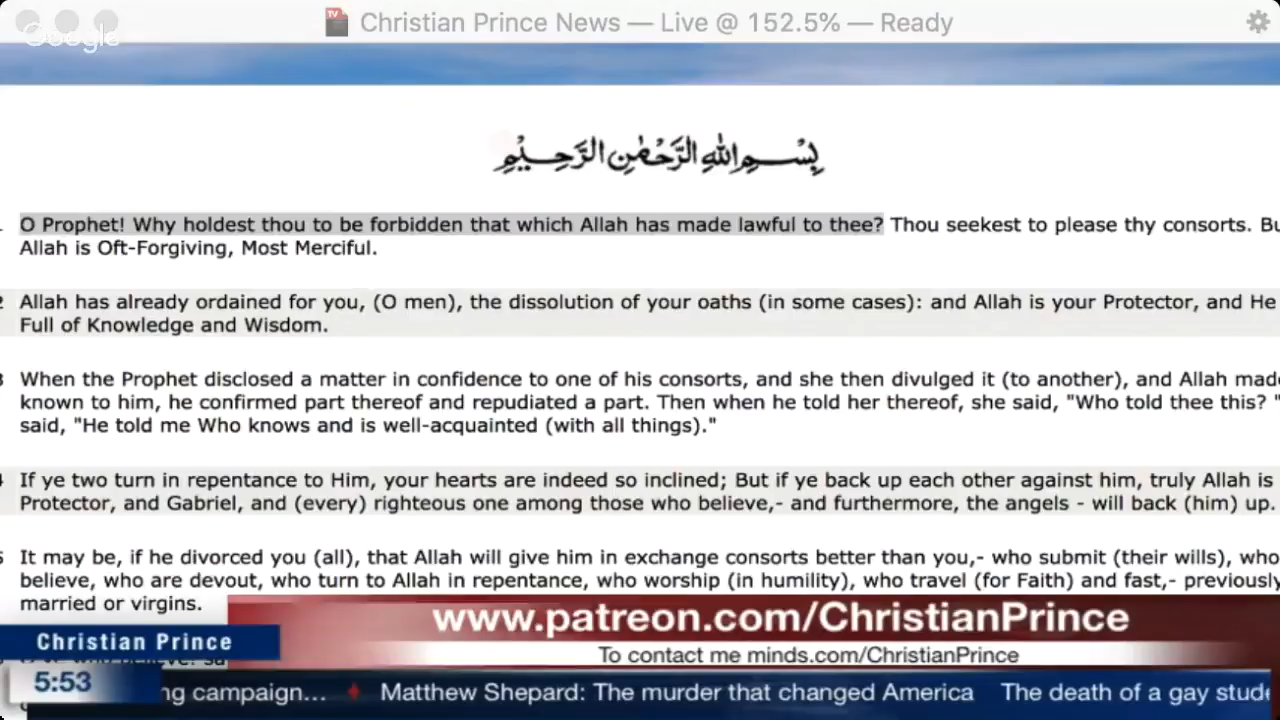 Christian Prince News — Live @ 152.5% — Ready
Google
بِسْمِ اللهِ الرَّحْمٰنِ الرَّحِيْمِ
O Prophet! Why holdest thou to be forbidden that which Allah has made lawful to thee? Thou seekest to please thy consorts.
Allah is Oft-Forgiving, Most Merciful.
2 Allah has already ordained for you, (O men), the dissolution of your oaths (in some cases): and Allah is your Protector, and He
Full of Knowledge and Wisdom.
3 When the Prophet disclosed a matter in confidence to one of his consorts, and she then divulged it (to another), and Allah made
known to him, he confirmed part thereof and repudiated a part. Then when he told her thereof, she said, "Who told thee this? "
said, "He told me Who knows and is well-acquainted (with all things)."
If ye two turn in repentance to Him, your hearts are indeed so inclined; But if ye back up each other against him, truly Allah is
Protector, and Gabriel, and (every) righteous one among those who believe,- and furthermore, the angels - will back (him) up.
It may be, if he divorced you (all), that Allah will give him in exchange consorts better than you,- who submit (their wills), who
believe, who are devout, who turn to Allah in repentance, who worship (in humility), who travel (for Faith) and fast,- previously
married or virgins.
www.patreon.com/ChristianPrince
Christian Prince
To contact me minds.com/ChristianPrince
5:53
ng campaign... Matthew Shepard: The murder that changed America The death of a gay stude